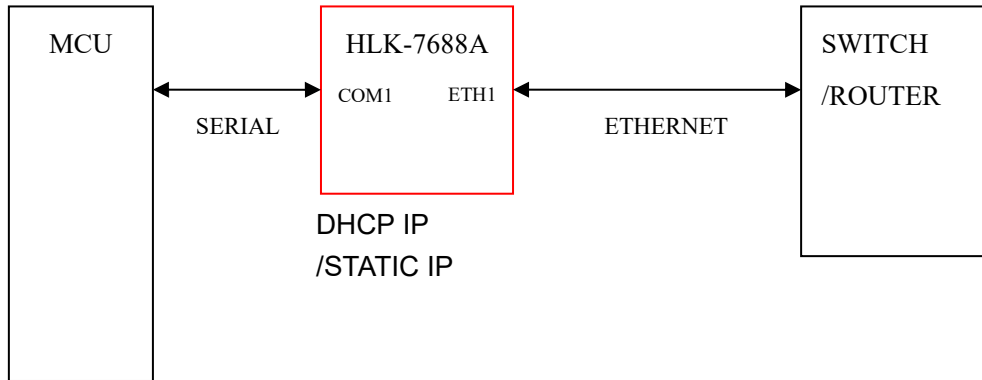 MCU
HLK-7688A
SWITCH
/ROUTER
COM1
ETH1
SERIAL
ETHERNET
DHCP IP
/STATIC IP